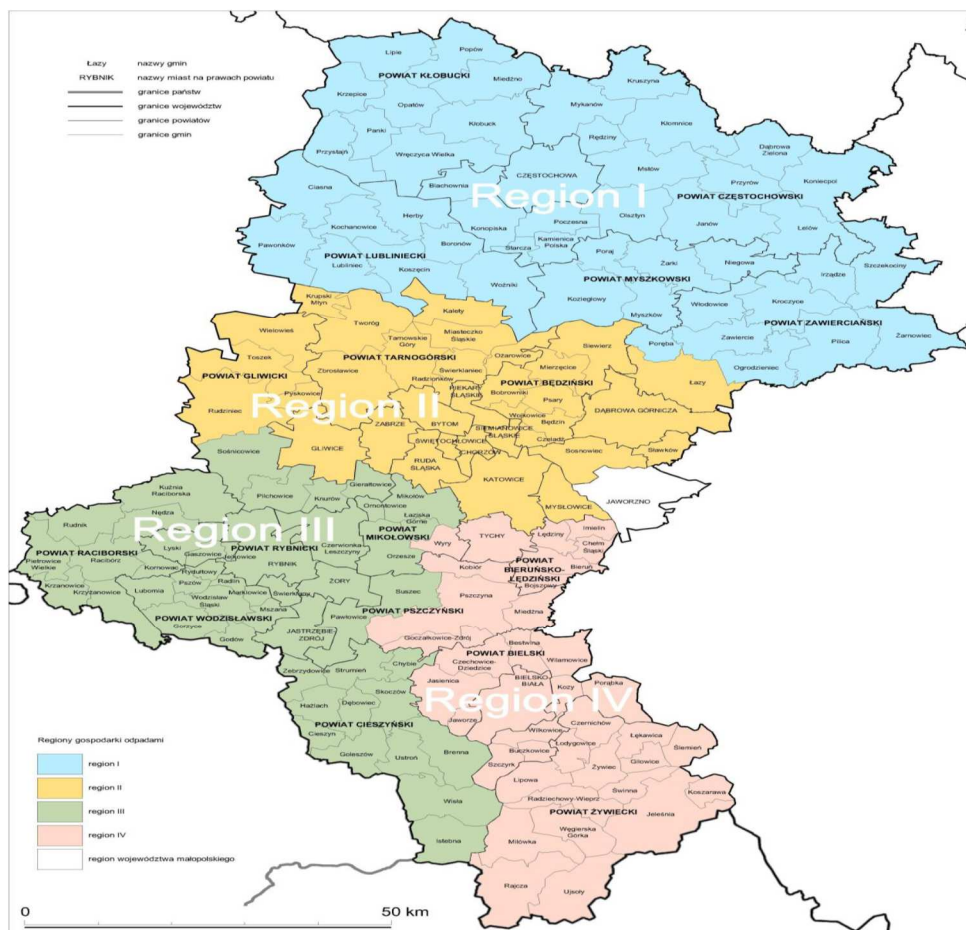 Łazy nazwy gmin
RYBNIK nazwy miast na prawach powiatu
granice państw
granice województw
granice powiatów
granice gmin
Lipie
Popów
POWIAT KŁOBUCKI
Miedźno
Kruszyna
Krzepice
Opatów
Mykanów
Kłobuck
Kłomnice
Panki
Rędziny
Przystajń
Wręczyca Wielka
Dąbrowa
Zielona
CZĘSTOCHOWA
Mstów
Ciasna
Blachownia
Przyrów
Koniecpol
Region I
POWIAT CZĘSTOCHOWSKI
Herby
Olsztyn
Poczesna
Janów
Lelów
Kochanowice
Konopiska
Pawonków
Boronów
Starcza
Kamienica
Polska
POWIAT LUBLINIECKI
Poraj
Żarki
Niegowa
Lubliniec
Koszęcin
Irządze
Szczekociny
POWIAT MYSZKOWSKI
Woźniki
Koziegłowy
Włodowice
Kroczyce
Myszków
POWIAT ZAWIERCIAŃSKI
Poręba
Zawiercie
Pilica
Żarnowiec
Ogrodzieniec
Krupski
Młyn
Kalety
Tworóg
Wielowieś
Miasteczko
Śląskie
Tarnowskie
Góry
Siewierz
Toszek
POWIAT TARNOGÓRSKI
Ożarowice
Mierzęcice
Zbrosławice
Świerklaniec
POWIAT GLIWICKI
Radzionków
POWIAT BĘDZIŃSKI
Łazy
Pyskowice
PIEKARY
ŚLĄSKIE
Bobrowniki
Psary
Rudziniec
Region II
DĄBROWA GÓRNICZA
ZABRZE
BYTOM
Wojkowice
Będzin
SIEMIANOWICE
ŚLĄSKIE
GLIWICE
ŚWIĘTOCHŁOWICE
CHORZÓW
Czeladź
Sosnowiec
Sławków
RUDA
ŚLĄSKA
Sośnicowice
KATOWICE
Gierałtowice
Kuźnia
Raciborska
Pilchowice
Knurów
Mikołów
MYSŁOWICE
JAWORZNO
Ornontowice
Nędza
Łaziska
Górne
Rudnik
Region III
Imielin
POWIAT
MIKOŁOWSKI
TYCHY
Lędziny
Wyry
Chełm
Śląski
POWIAT RACIBORSKI
Lyski
Gaszowice
POWIAT RYBNICKI
Czerwionka-
Leszczyny
Racibórz
Jejkowice
Pietrowice
Wielkie
Kornowac
Rydułtowy
RYBNIK
Orzesze
Kobiór
POWIAT
BIERUŃSKO-
LĘDZIŃSKI
Bieruń
Bojszowy
Krzanowice
Pszów
Radlin
ŻORY
Krzyżanowice
Lubomia
Wodzisław
Śląski
Marklowice
Świerklany
Suszec
Pszczyna
Mszana
POWIAT PSZCZYŃSKI
Miedźna
POWIAT WODZISŁAWSKI
Pawłowice
Gorzyce
Godów
JASTRZĘBIE
ZDRÓJ
Goczałkowice-Zdrój
Bestwina
Zebrzydowice
Strumień
Chybie
POWIAT BIELSKI
Czechowice-
Dziedzice
Wilamowice
Jasienica
BIELSKO-
BIAŁA
Kozy
Porąbka
Skoczów
Hażlach
Dębowiec
Region IV
Jaworze
Czernichów
POWIAT CIESZYŃSKI
Wilkowice
Łękawica
Cieszyn
Brenna
Buczkowice
Łodygowice
Ślemień
Goleszów
Ustroń
Szczyrk
Żywiec
Gilowice
Lipowa
Świnna
Koszarawa
Wisła
Radziechowy-Wieprz
POWIAT ŻYWIECKI
Jeleśnia
Węgierska
Górka
Istebna
Milówka
Rajcza
Ujsoły
Regiony gospodarki odpadami
region I
region II
region III
region IV
region województwa małopolskiego
0 50 km